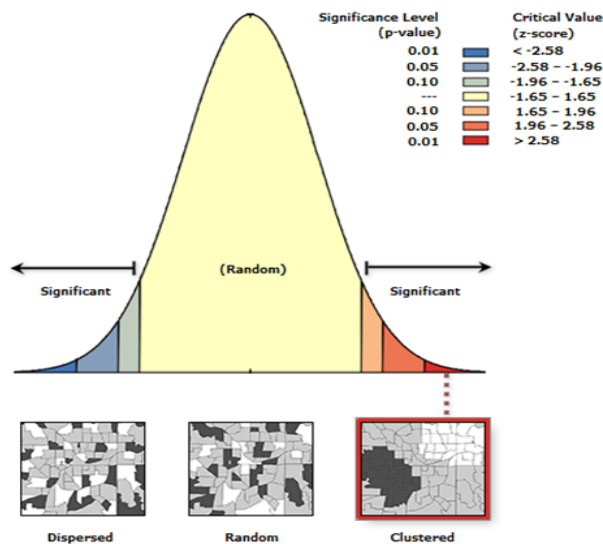 Significance Level Critical Value
(p-value) (z-score)
0.01 < -2.58
0.05 -2.58 – -1.96
0.10 -1.96 – -1.65
--- -1.65 – 1.65
0.10 1.65 – 1.96
0.05 1.96 – 2.58
0.01 > 2.58
(Random)
Significant Significant
Dispersed Random Clustered